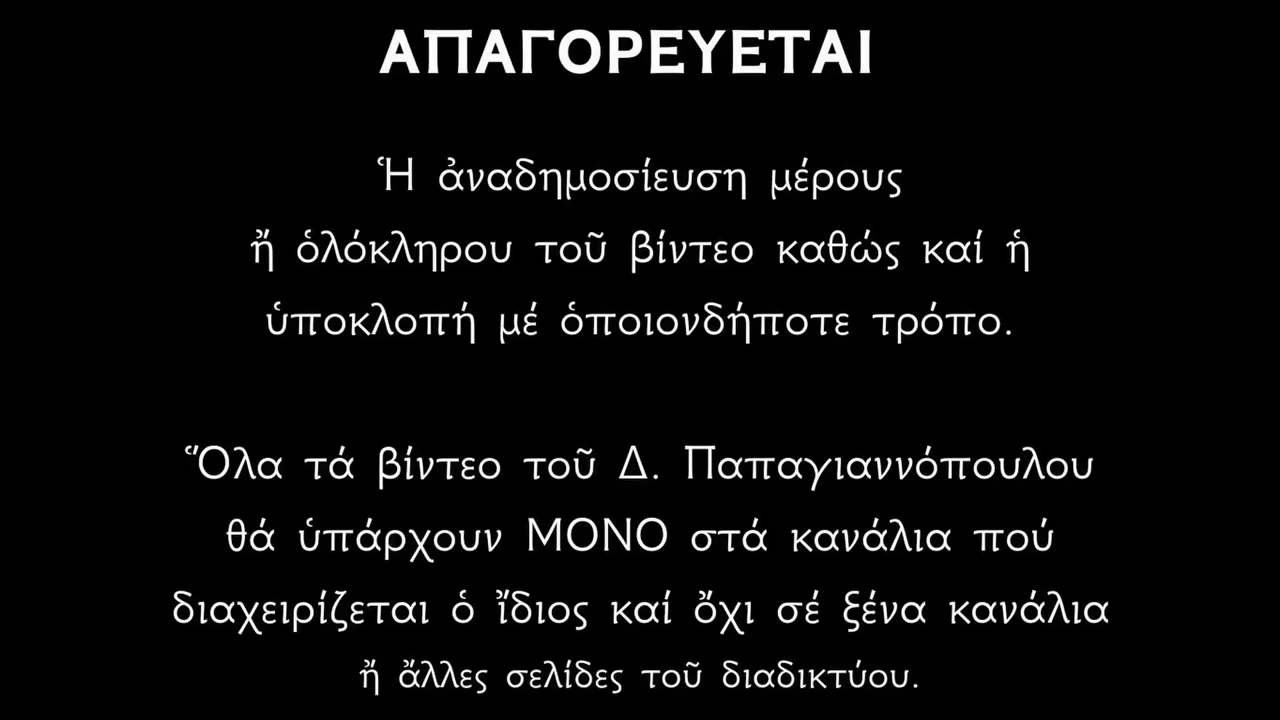 ΑΠΑΓΟΡΕΥΕΤΑΙ
Ἡ ἀναδημοσίευση μέρους
ἤ ὁλόκληρου τοῦ βίντεο καθώς καί ἡ
ὑποκλοπή μέ ὁποιονδήποτε τρόπο.
Ὅλα τά βίντεο τοῦ Δ. Παπαγιαννόπουλου
θά ὑπάρχουν ΜΟΝΟ στά κανάλια πού
διαχειρίζεται ὁ ἴδιος καί ὄχι σέ ξένα κανάλια
ἤ ἄλλες σελίδες τοῦ διαδικτύου.